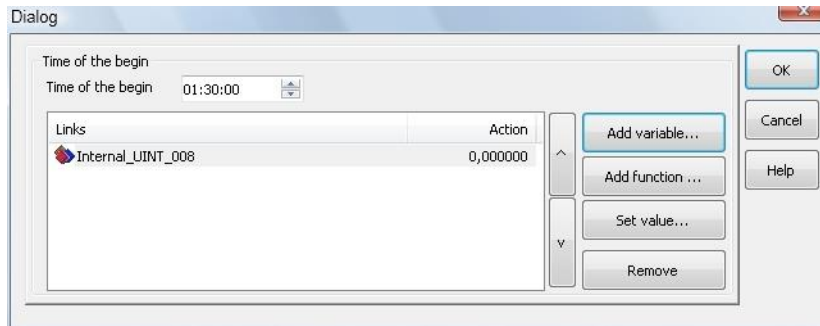 Dialog
Time of the begin
Time of the begin 01:30:00
Links Action
Internal_UINT_008 0,000000
^
v
Add variable...
Add function ...
Set value...
Remove
OK
Cancel
Help